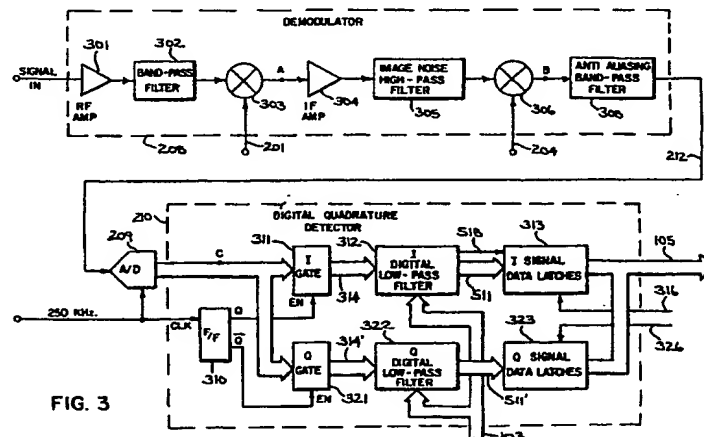 DEMODULATOR
301
302
SIGNAL
IN
RF
AMP
BAND-PASS
FILTER
A
303
201
304
IF
AMP
IMAGE NOISE
HIGH-PASS
FILTER
305
306
204
B
ANTI ALIASING
BAND-PASS
FILTER
308
208
212
210
DIGITAL QUADRATURE
DETECTOR
209
A/D
C
311
I
GATE
EN
314
312
I
DIGITAL
LOW-PASS
FILTER
518
511
313
I SIGNAL
DATA LATCHES
105
316
326
250 KHz.
CLK
F/F
310
Q
Q
Q
GATE
EN
321
314'
322
Q
DIGITAL
LOW-PASS
FILTER
323
Q SIGNAL
DATA LATCHES
511'
103
FIG. 3